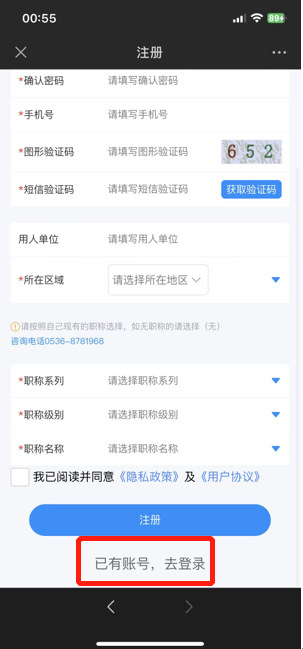 00:55
89+
注册
*确认密码 请填写确认密码
*手机号 请填写手机号
*图形验证码 请填写图形验证码 652
*短信验证码 请填写短信验证码 获取验证码
用人单位 请填写用人单位
*所在区域 请选择所在地区
请按照自己现有的职称选择，如无职称的请选择（无）
咨询电话0536-8781968
*职称系列 请选择职称系列
*职称级别 请选择职称级别
*职称名称 请选择职称名称
我已阅读并同意《隐私政策》及《用户协议》
注册
已有账号，去登录